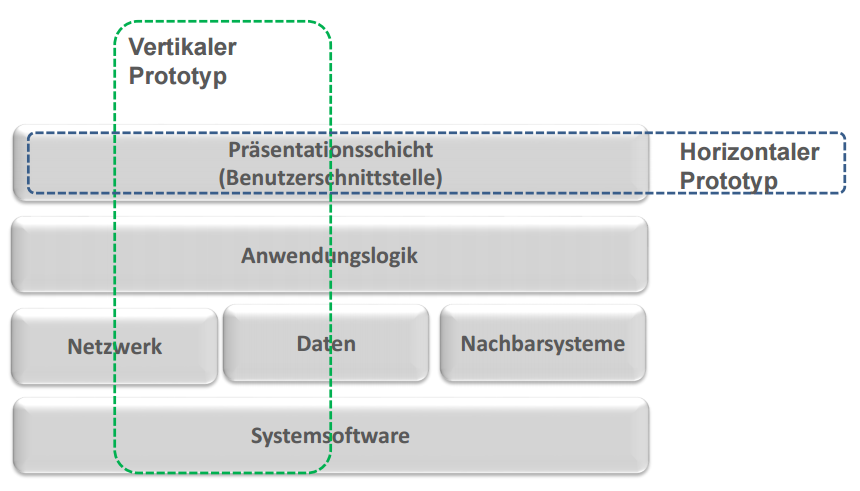 Vertikaler
Prototyp
Präsentationsschicht
(Benutzerschnittstelle)
Horizontaler
Prototyp
Anwendungslogik
Netzwerk
Daten
Nachbarsysteme
Systemsoftware